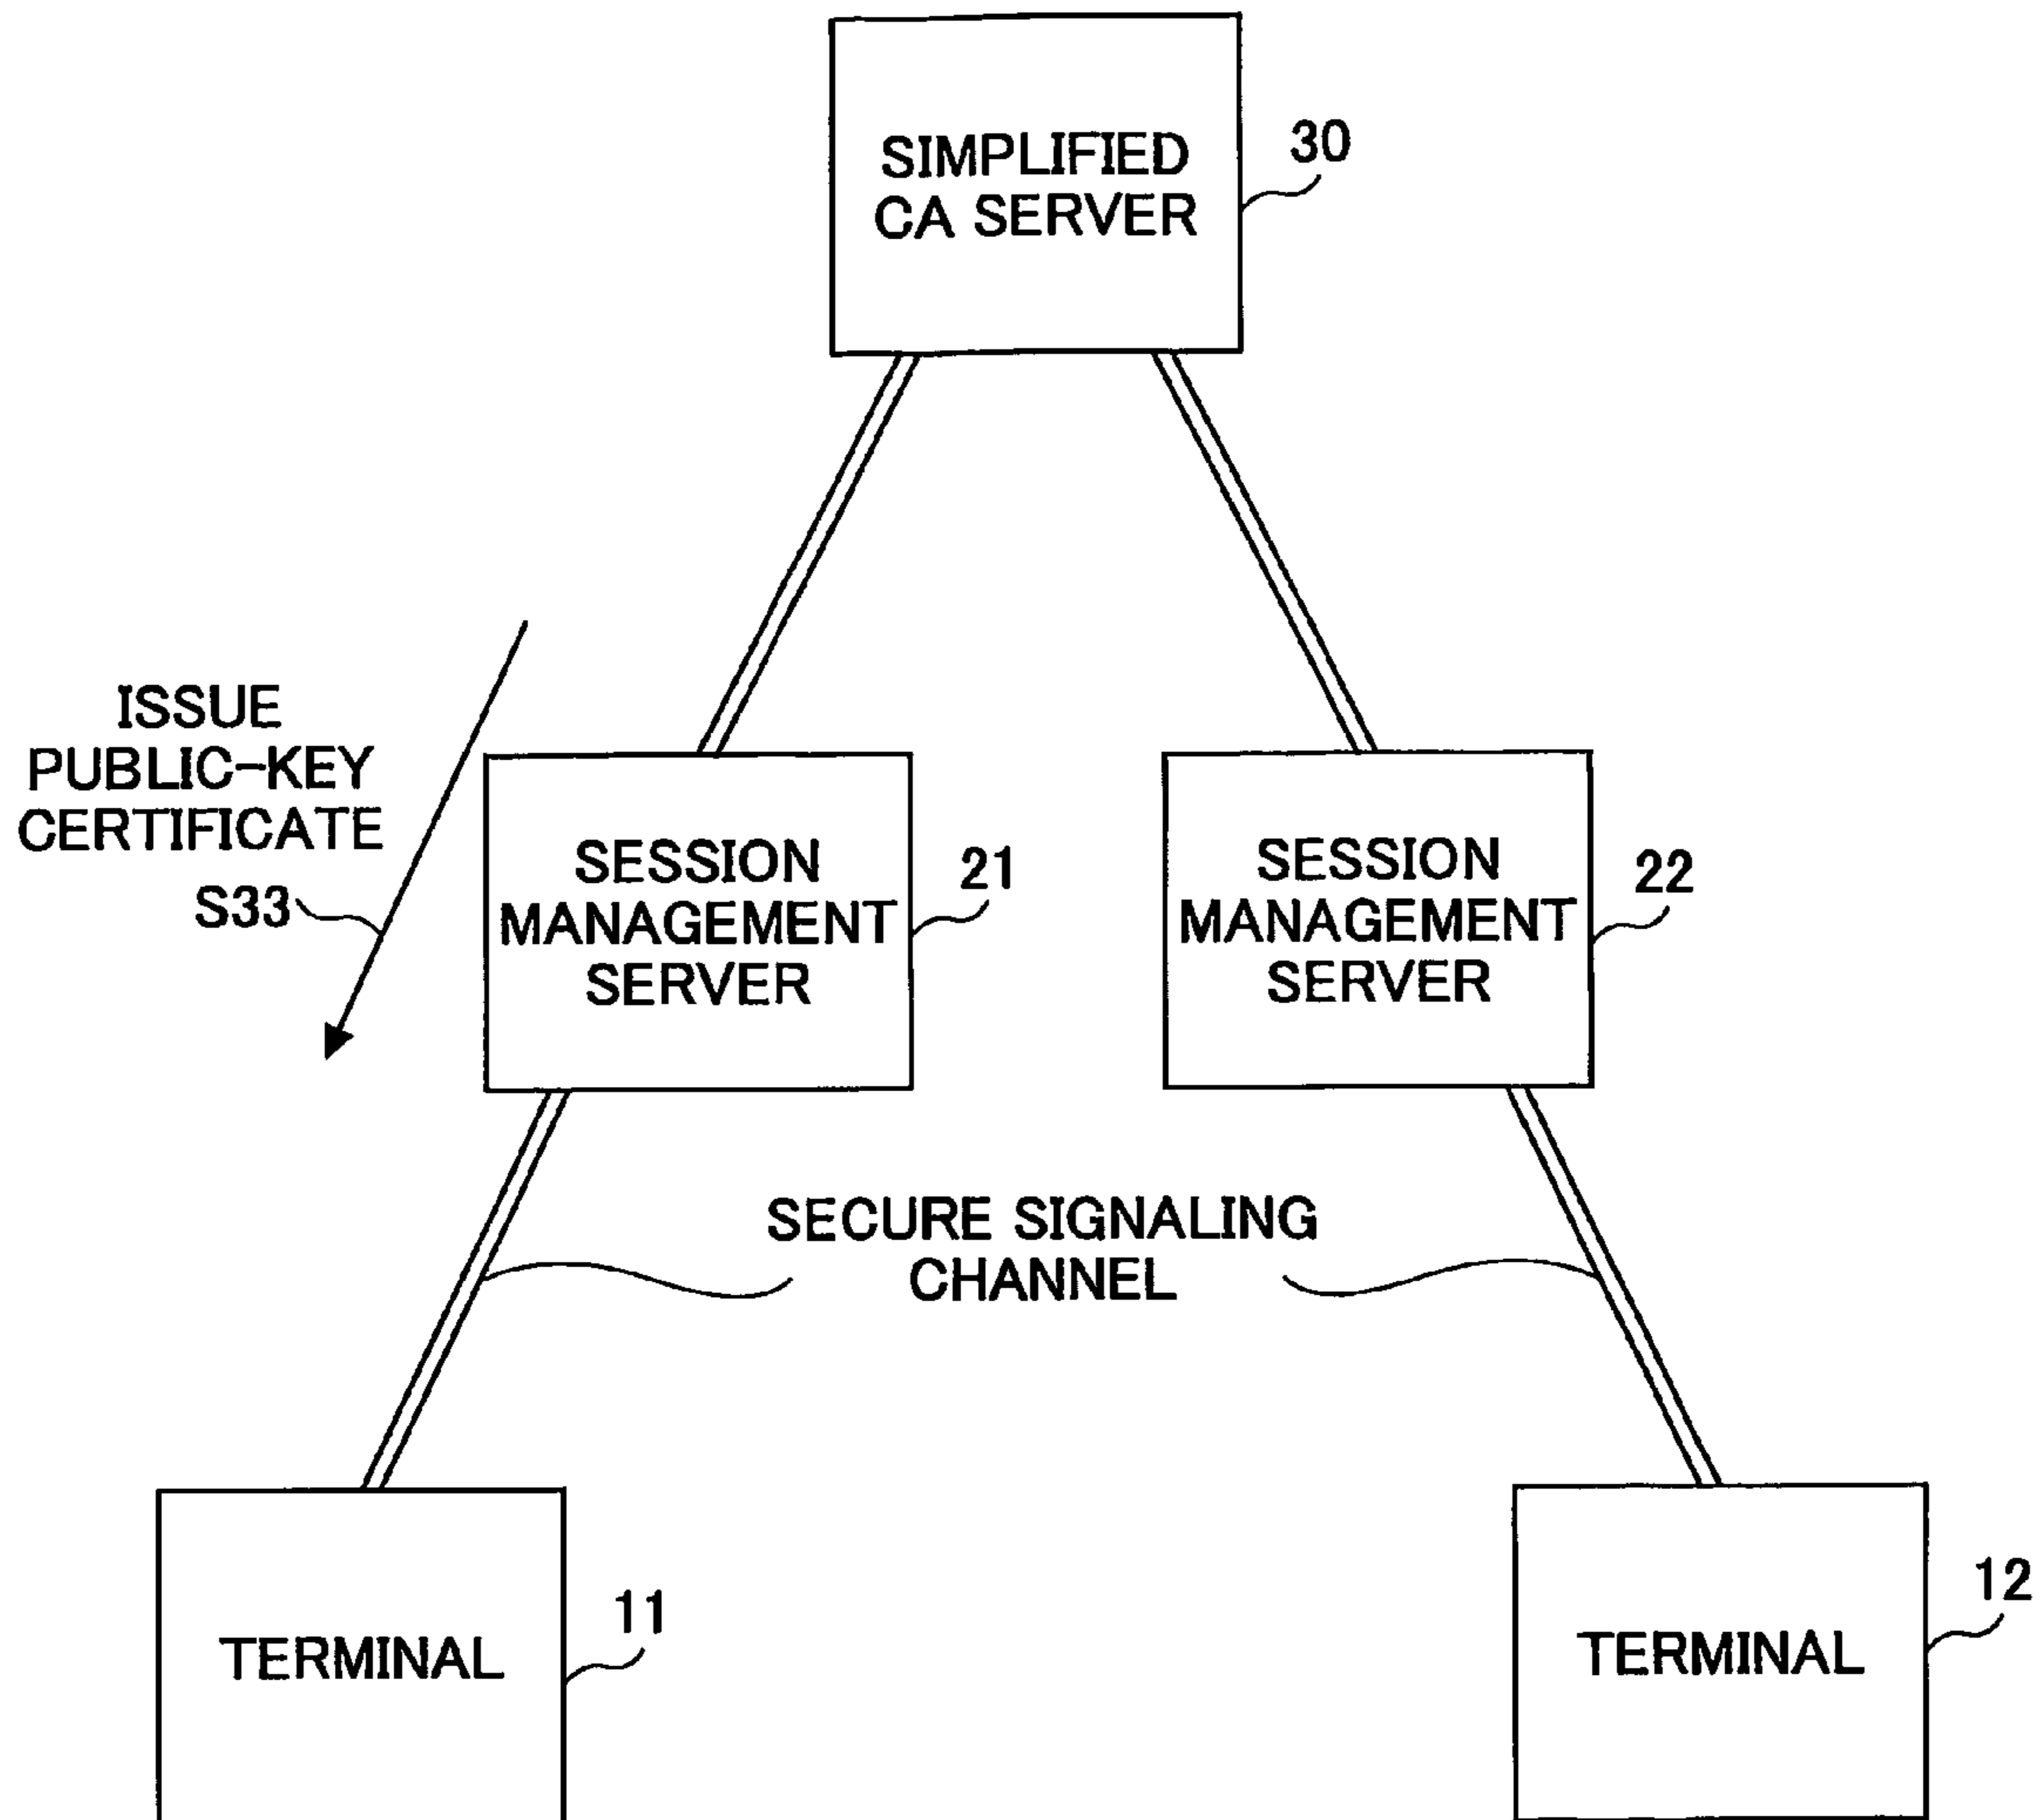 SIMPLIFIED
CA SERVER
30
ISSUE
PUBLIC-KEY
CERTIFICATE
S33
SESSION
MANAGEMENT
SERVER
21
SESSION
MANAGEMENT
SERVER
22
SECURE SIGNALING
CHANNEL
TERMINAL
11
TERMINAL
12